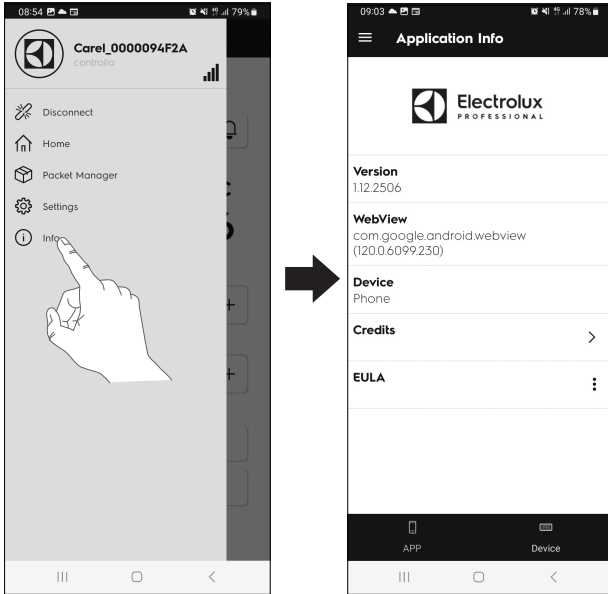 08:54
79%
Carel_0000094F2A
controlla
Disconnect
Home
Packet Manager
Settings
Info
09:03
78%
Application Info
Electrolux
PROFESSIONAL
Version
1.12.2506
WebView
com.google.android.webview
(120.0.6099.230)
Device
Phone
Credits
EULA
APP
Device